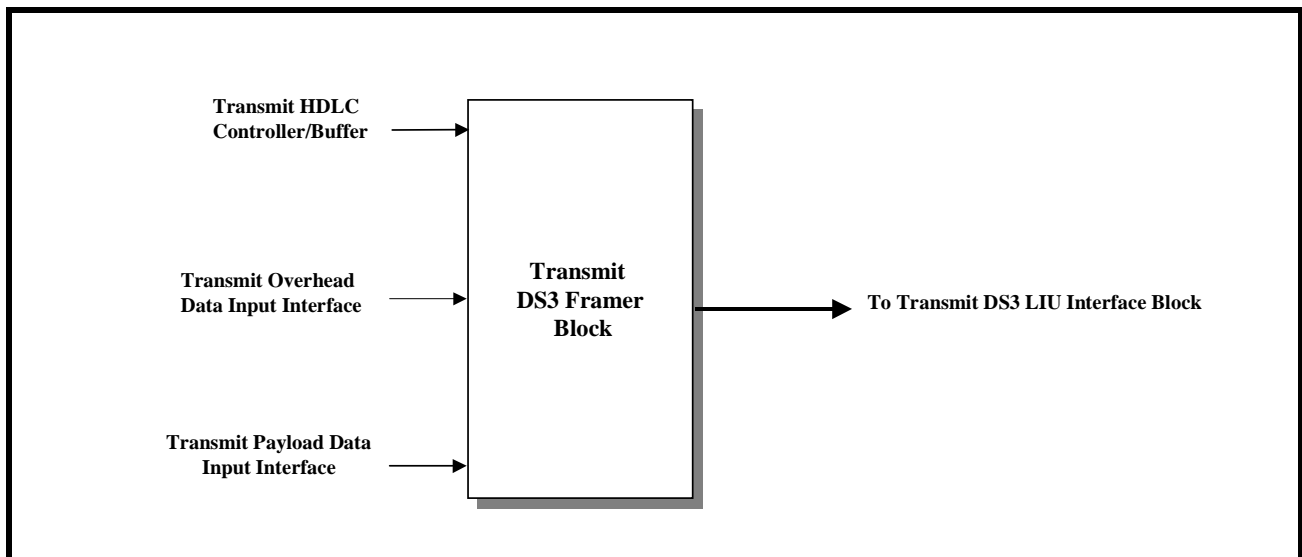 Transmit HDLC
Controller/Buffer
Transmit Overhead
Data Input Interface
Transmit Payload Data
Input Interface
Transmit
DS3 Framer
Block
To Transmit DS3 LIU Interface Block